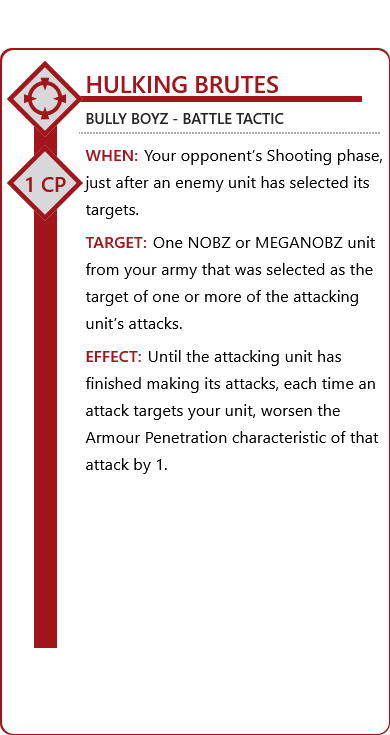 HULKING BRUTES
BULLY BOYZ - BATTLE TACTIC
1 CP
WHEN: Your opponent's Shooting phase,
just after an enemy unit has selected its
targets.
TARGET: One NOBZ or MEGANOBZ unit
from your army that was selected as the
target of one or more of the attacking
unit's attacks.
EFFECT: Until the attacking unit has
finished making its attacks, each time an
attack targets your unit, worsen the
Armour Penetration characteristic of that
attack by 1.